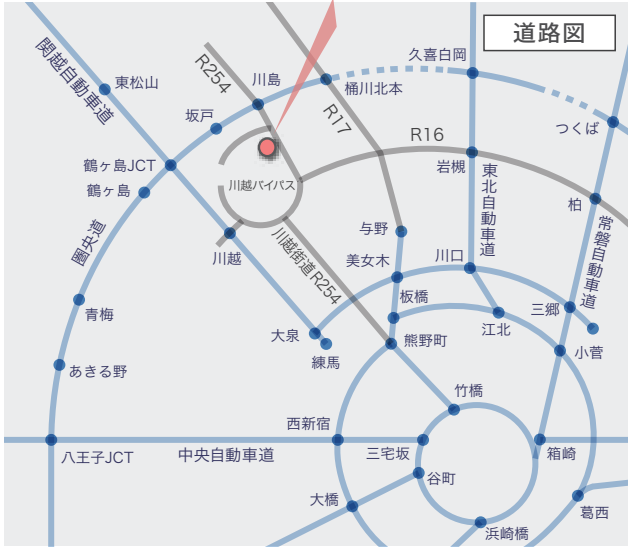 道路図
久喜白岡
関越自動車道
東松山
R254
川島
桶川北本
坂戸
R17
つくば
R16
鶴ヶ島JCT
岩槻
東北自動車道
鶴ヶ島
川越バイパス
柏
常磐自動車道
圏央道
与野
川越
川越街道R254
美女木
川口
板橋
三郷
青梅
大泉
江北
練馬
熊野町
小菅
あきる野
竹橋
西新宿
八王子JCT
中央自動車道
三宅坂
箱崎
谷町
大橋
葛西
浜崎橋